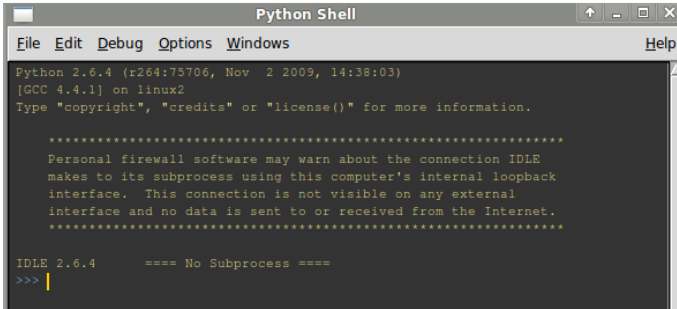 Python Shell
File Edit Debug Options Windows Help
Python 2.6.4 (r264:75706, Nov  2 2009, 14:38:03)
[GCC 4.4.1] on linux2
Type "copyright", "credits" or "license()" for more information.
****************************************************************
Personal firewall software may warn about the connection IDLE
makes to its subprocess using this computer's internal loopback
interface.  This connection is not visible on any external
interface and no data is sent to or received from the Internet.
****************************************************************
IDLE 2.6.4      ==== No Subprocess ====
>>>